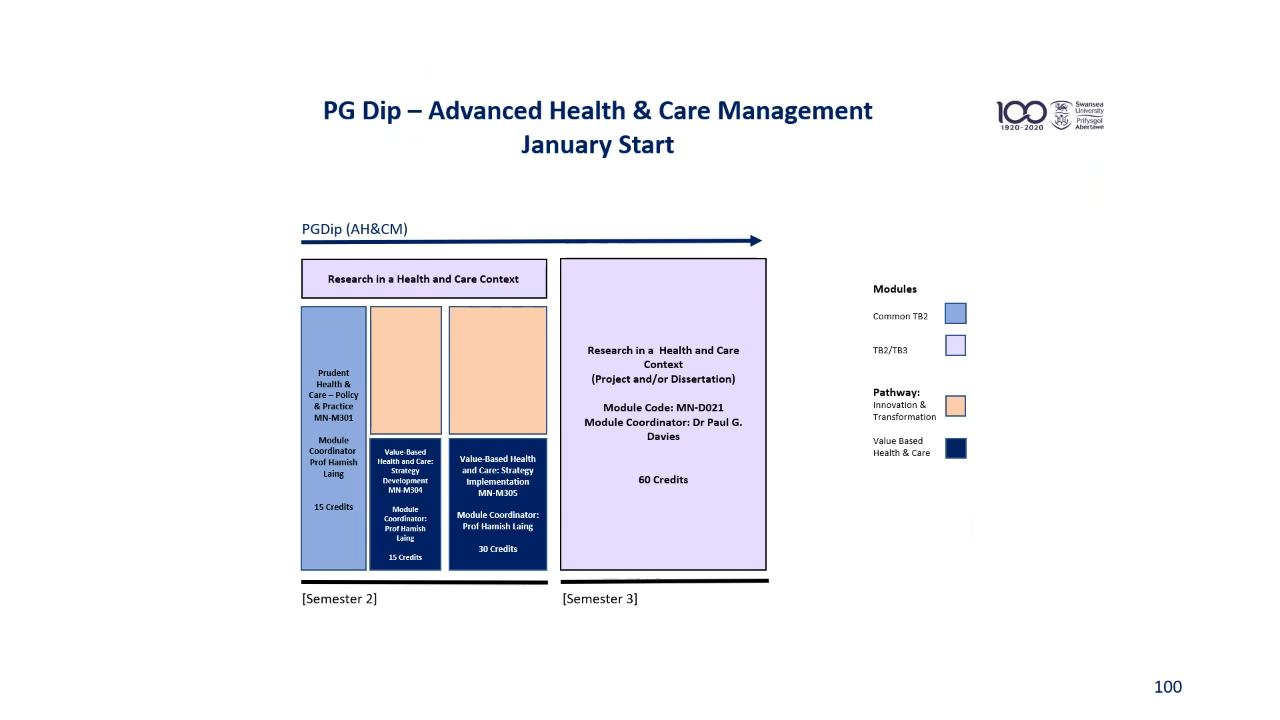 PG Dip – Advanced Health & Care Management
January Start
100
1920-2020
Swansea
University
Prifysgol
Abertawe
PGDip (AH&CM)
Research in a Health and Care Context
Prudent
Health &
Care – Policy
& Practice
MN-M301
Module
Coordinator
Prof Hamish
Laing
15 Credits
Value-Based
Health and Care:
Strategy
Development
MN-M304
Module
Coordinator:
Prof Hamish
Laing
15 Credits
Value-Based Health
and Care: Strategy
Implementation
MN-M305
Module Coordinator:
Prof Hamish Laing
30 Credits
Research in a Health and Care
Context
(Project and/or Dissertation)
Module Code: MN-D021
Module Coordinator: Dr Paul G.
Davies
60 Credits
Modules
Common TB2
TB2/TB3
Pathway:
Innovation &
Transformation
Value Based
Health & Care
[Semester 2]
[Semester 3]
100